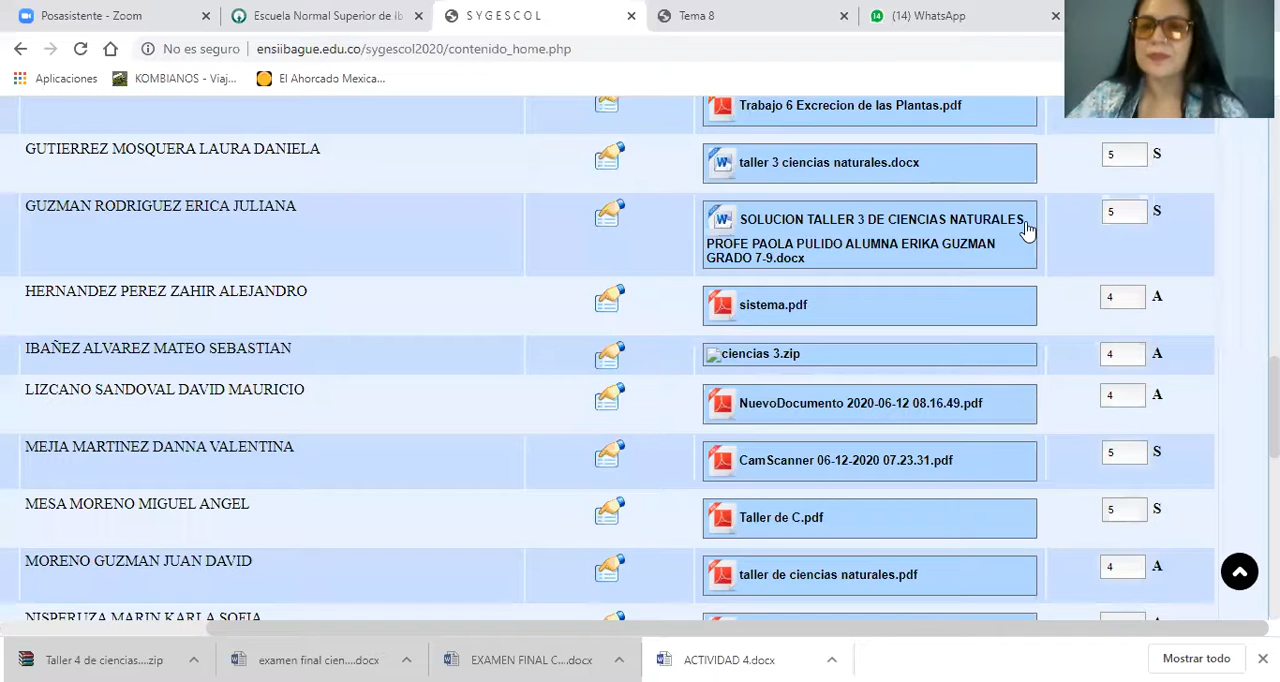 Posasistente - Zoom
Escuela Normal Superior de ib
S Y G E S C O L
Tema 8
(14) WhatsApp
No es seguro
ensiibague.edu.co/sygescol2020/contenido_home.php
Aplicaciones
KOMBIANOS - Viaj...
El Ahorcado Mexica...
Trabajo 6 Excrecion de las Plantas.pdf
GUTIERREZ MOSQUERA LAURA DANIELA
taller 3 ciencias naturales.docx
5 S
GUZMAN RODRIGUEZ ERICA JULIANA
SOLUCION TALLER 3 DE CIENCIAS NATURALES
PROFE PAOLA PULIDO ALUMNA ERIKA GUZMAN
GRADO 7-9.docx
5 S
HERNANDEZ PEREZ ZAHIR ALEJANDRO
sistema.pdf
4 A
IBAÑEZ ALVAREZ MATEO SEBASTIAN
ciencias 3.zip
4 A
LIZCANO SANDOVAL DAVID MAURICIO
NuevoDocumento 2020-06-12 08.16.49.pdf
4 A
MEJIA MARTINEZ DANNA VALENTINA
CamScanner 06-12-2020 07.23.31.pdf
5 S
MESA MORENO MIGUEL ANGEL
Taller de C.pdf
5 S
MORENO GUZMAN JUAN DAVID
taller de ciencias naturales.pdf
4 A
NISPERUZA MARIN KARLA SOFIA
Taller 4 de ciencias....zip
examen final cien....docx
EXAMEN FINAL C....docx
ACTIVIDAD 4.docx
Mostrar todo